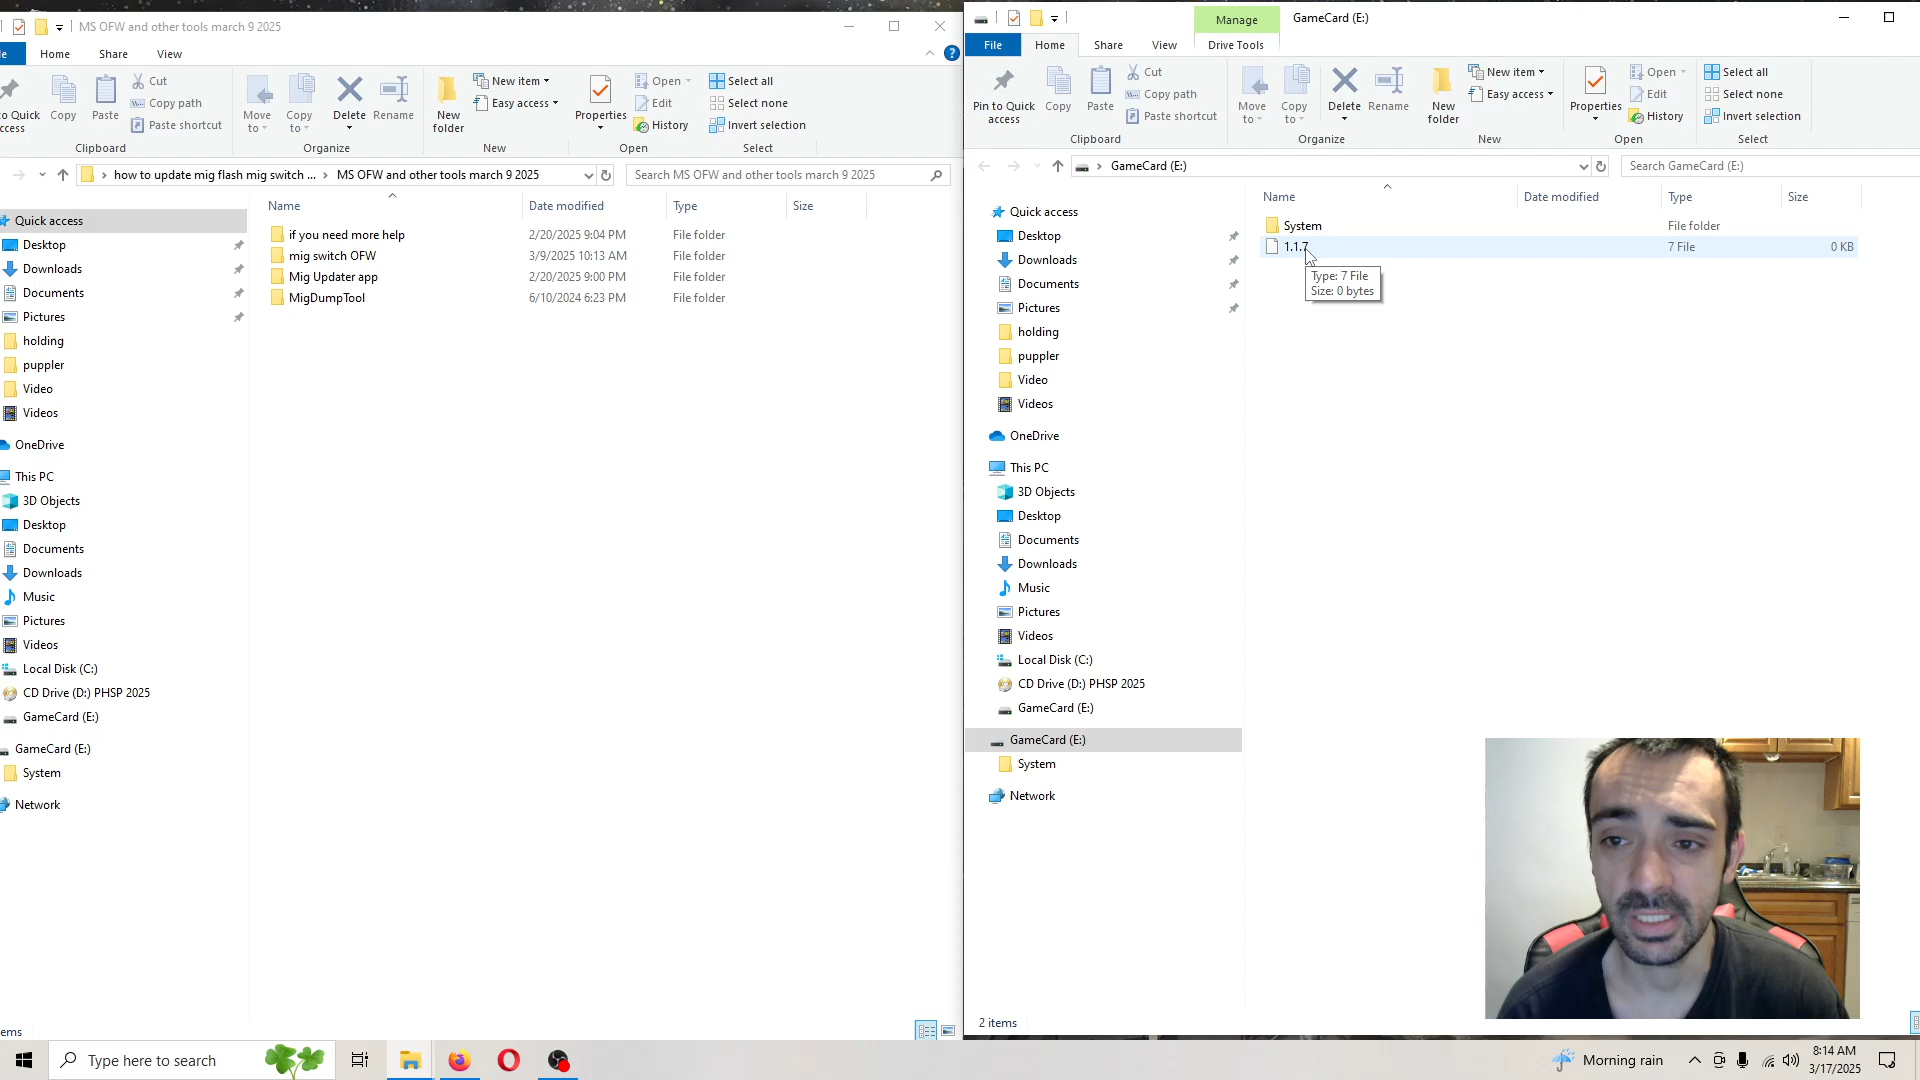 MS OFW and other tools march 9 2025
Home Share View
Cut
Copy path
Paste shortcut
Copy
Paste
to Quick
ccess
Clipboard
Move
to
Copy
to
Delete
Rename
Organize
New
folder
New item
Easy access
New
Properties
Open
Edit
History
Open
Select all
Select none
Invert selection
Select
how to update mig flash mig switch ... > MS OFW and other tools march 9 2025
Search MS OFW and other tools march 9 2025
Name Date modified Type Size
if you need more help 2/20/2025 9:04 PM File folder
mig switch OFW 3/9/2025 10:13 AM File folder
Mig Updater app 2/20/2025 9:00 PM File folder
MigDumpTool 6/10/2024 6:23 PM File folder
Quick access
Desktop
Downloads
Documents
Pictures
holding
puppler
Video
Videos
OneDrive
This PC
3D Objects
Desktop
Documents
Downloads
Music
Pictures
Videos
Local Disk (C:)
CD Drive (D:) PHSP 2025
GameCard (E:)
GameCard (E:)
System
Network
ems
Manage
GameCard (E:)
File Home Share View Drive Tools
Pin to Quick
access
Copy
Paste
Cut
Copy path
Paste shortcut
Clipboard
Move
to
Copy
to
Delete
Rename
Organize
New
folder
New item
Easy access
New
Properties
Open
Edit
History
Open
Select all
Select none
Invert selection
Select
> GameCard (E:)
Search GameCard (E:)
Name Date modified Type Size
System File folder
1.1.7 7 File 0 KB
Type: 7 File
Size: 0 bytes
Quick access
Desktop
Downloads
Documents
Pictures
holding
puppler
Video
Videos
OneDrive
This PC
3D Objects
Desktop
Documents
Downloads
Music
Pictures
Videos
Local Disk (C:)
CD Drive (D:) PHSP 2025
GameCard (E:)
GameCard (E:)
System
Network
2 items
Type here to search
Morning rain
8:14 AM
3/17/2025